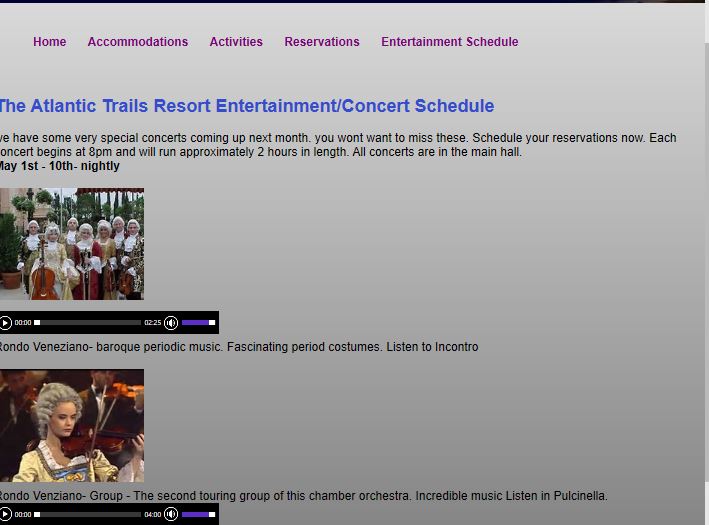 Home Accommodations Activities Reservations Entertainment Schedule
The Atlantic Trails Resort Entertainment/Concert Schedule
we have some very special concerts coming up next month. you wont want to miss these. Schedule your reservations now. Each
concert begins at 8pm and will run approximately 2 hours in length. All concerts are in the main hall.
May 1st - 10th- nightly
00:00 02:25
Rondo Veneziano- baroque periodic music. Fascinating period costumes. Listen to Incontro
Rondo Venziano- Group - The second touring group of this chamber orchestra. Incredible music Listen in Pulcinella.
00:00 04:00